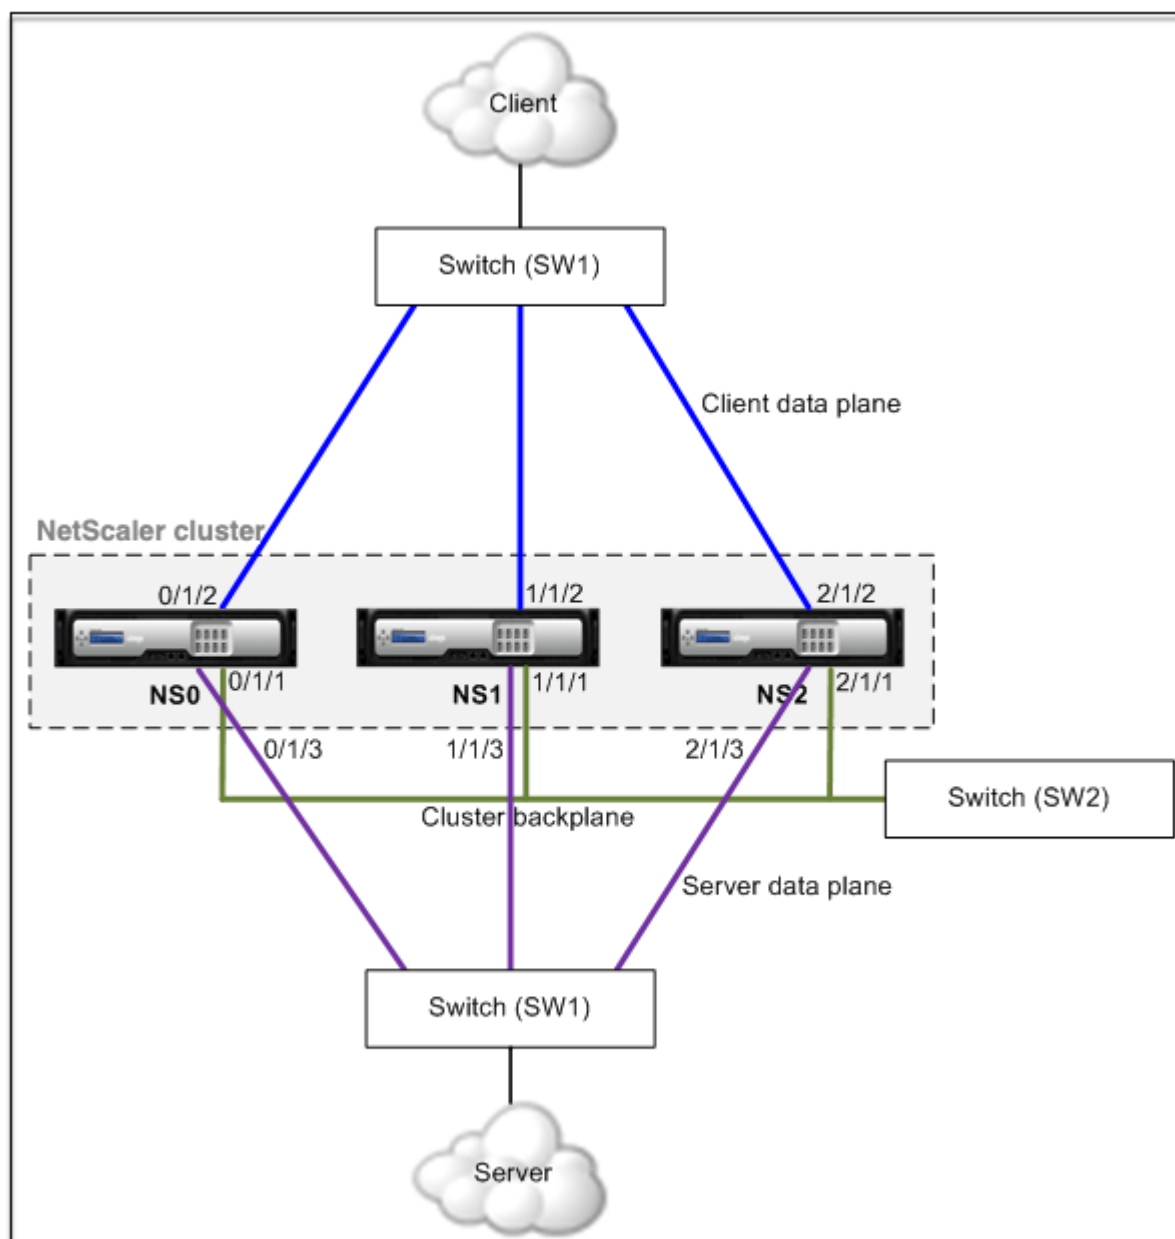 Client
Switch (SW1)
Client data plane
NetScaler cluster
0/1/2
1/1/2
2/1/2
NS0
0/1/1
NS1
1/1/1
NS2
2/1/1
0/1/3
1/1/3
2/1/3
Switch (SW2)
Cluster backplane
Server data plane
Switch (SW1)
Server